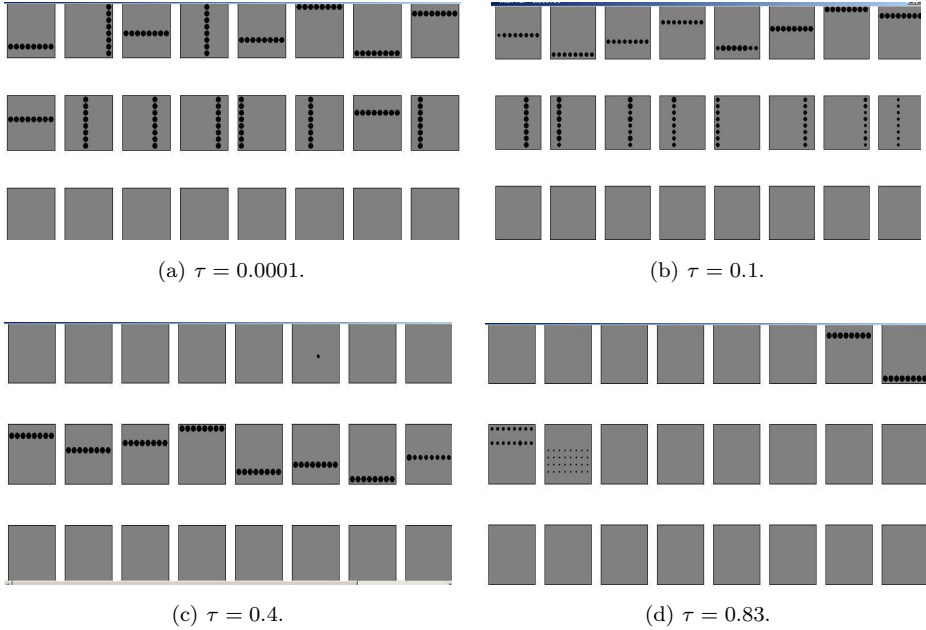 (a) τ = 0.0001.
(b) τ = 0.1.
(c) τ = 0.4.
(d) τ = 0.83.